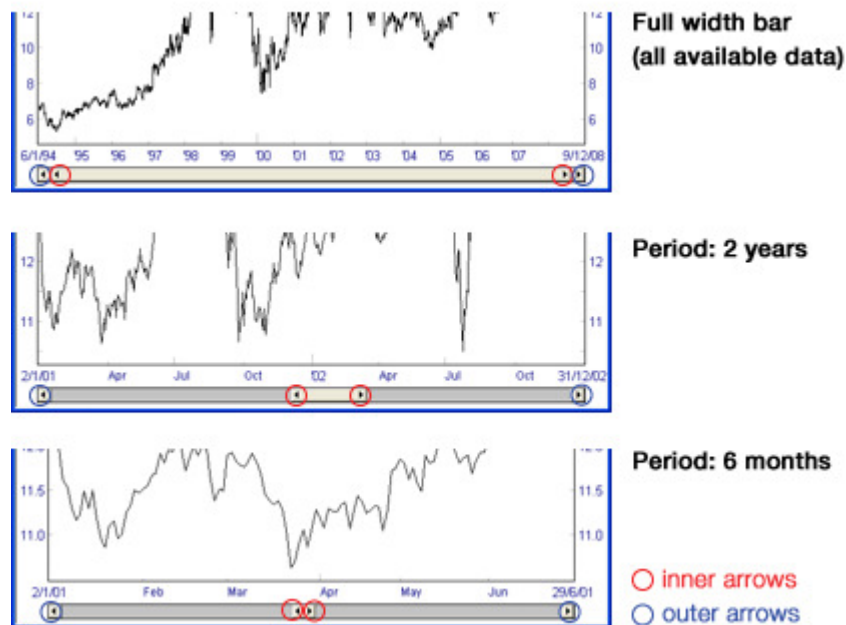 Full width bar
(all available data)
12 12
10 10
8 8
6 6
6/1/94 '95 '96 '97 '98 '99 '00 '01 '02 '03 '04 '05 '06 '07 9/12/08
Period: 2 years
12 12
11 11
2/1/01 Apr Jul Oct '02 Apr Jul Oct 31/12/02
Period: 6 months
12.0 12.0
11.5 11.5
11.0 11.0
2/1/01 Feb Mar Apr May Jun 29/6/01
inner arrows
outer arrows